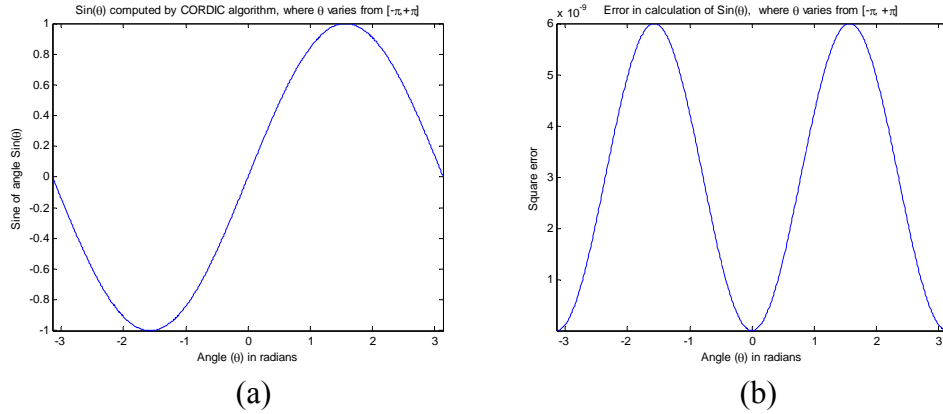 Sin(θ) computed by CORDIC algorithm, where θ varies from [-π,+π]
1
0.8
0.6
0.4
0.2
0
-0.2
-0.4
-0.6
-0.8
-1
Sine of angle Sin(θ)
-3 -2 -1 0 1 2 3
Angle (θ) in radians
(a)
Error in calculation of Sin(θ), where θ varies from [-π, +π]
x 10^-9
6
5
4
3
2
1
Square error
-3 -2 -1 0 1 2 3
Angle (θ) in radians
(b)